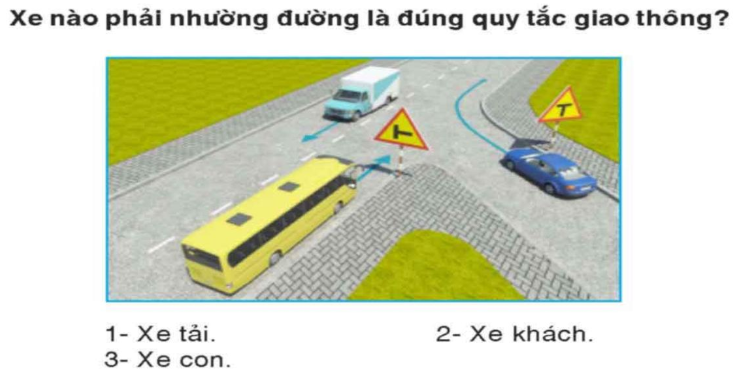 Xe nào phải nhường đường là đúng quy tắc giao thông?
1- Xe tải.
2- Xe khách.
3- Xe con.